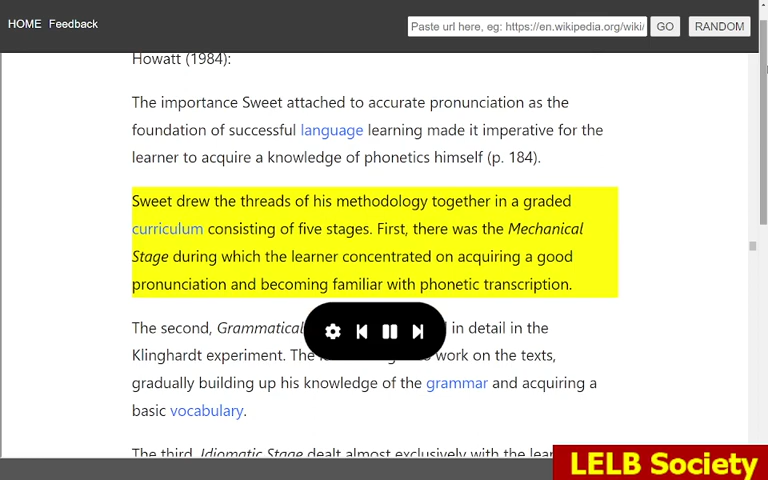 HOME Feedback
Paste url here, eg: https://en.wikipedia.org/wiki/
GO
RANDOM
Howatt (1984):
The importance Sweet attached to accurate pronunciation as the
foundation of successful language learning made it imperative for the
learner to acquire a knowledge of phonetics himself (p. 184).
Sweet drew the threads of his methodology together in a graded
curriculum consisting of five stages. First, there was the Mechanical
Stage during which the learner concentrated on acquiring a good
pronunciation and becoming familiar with phonetic transcription.
The second, Grammatical in detail in the
Klinghardt experiment. The work on the texts,
gradually building up his knowledge of the grammar and acquiring a
basic vocabulary.
The third, Idiomatic Stage dealt almost exclusively with the
LELB Society